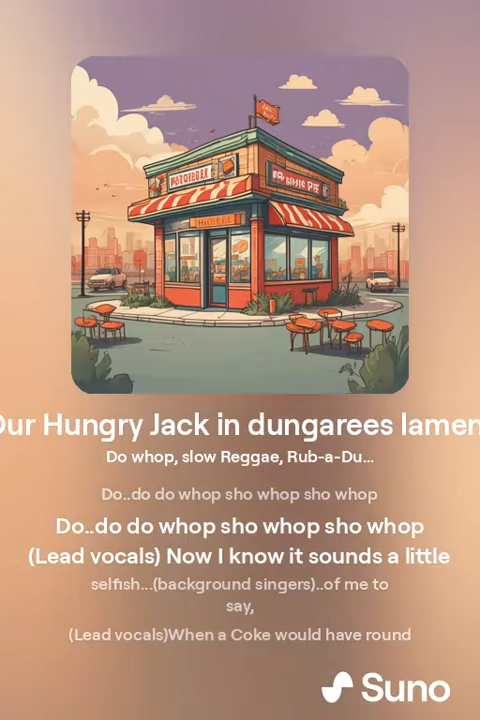 Our Hungry Jack in dungarees lamen
Do whop, slow Reggae, Rub-a-Du...
Do..do do whop sho whop sho whop
Do..do do whop sho whop sho whop
(Lead vocals) Now I know it sounds a little
selfish...(background singers)..of me to
say,
(Lead vocals)When a Coke would have round
Suno